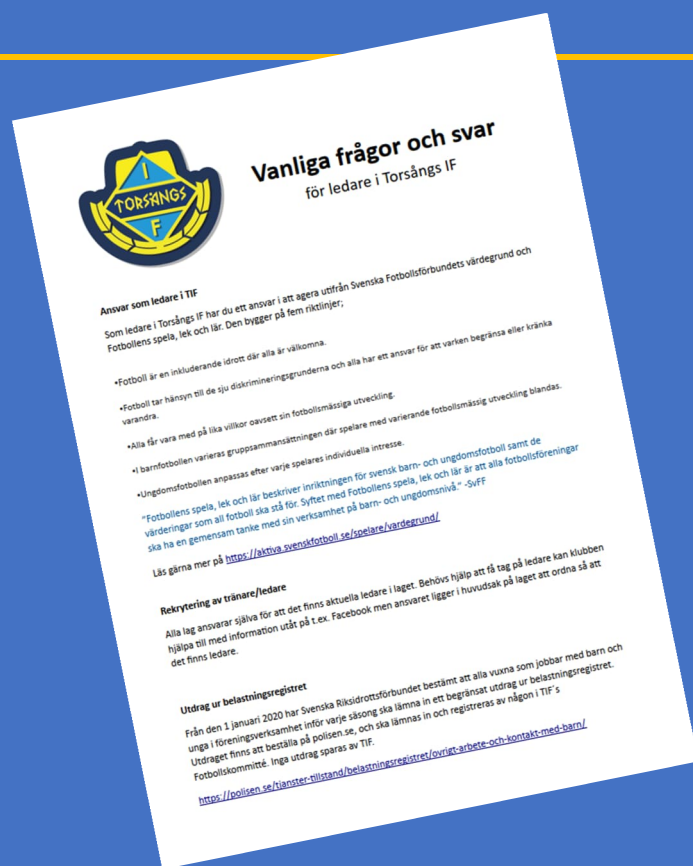 I
TORSÅNGS
F
Vanliga frågor och svar
för ledare i Torsångs IF
Ansvar som ledare i TIF
Som ledare i Torsångs IF har du ett ansvar i att agera utifrån Svenska Fotbollsförbundets värdegrund och
Fotbollens spela, lek och lär. Den bygger på fem riktlinjer;
•Fotboll är en inkluderande idrott där alla är välkomna.
•Fotboll tar hänsyn till de sju diskrimineringsgrunderna och alla har ett ansvar för att varken begränsa eller kränka
varandra.
•Alla får vara med på lika villkor oavsett sin fotbollsmässiga utveckling.
•I barnfotbollen varieras gruppsammansättningen där spelare med varierande fotbollsmässig utveckling blandas.
•Ungdomsfotbollen anpassas efter varje spelares individuella intresse.
"Fotbollens spela, lek och lär beskriver inriktningen för svensk barn- och ungdomsfotboll samt de
värderingar som all fotboll ska stå för. Syftet med Fotbollens spela, lek och lär är att alla fotbollsföreningar
ska ha en gemensam tanke med sin verksamhet på barn- och ungdomsnivå." -SvFF
Läs gärna mer på https://aktiva.svenskfotboll.se/spelare/vardegrund/
Rekrytering av tränare/ledare
Alla lag ansvarar själva för att det finns aktuella ledare i laget. Behövs hjälp att få tag på ledare kan klubben
hjälpa till med information utåt på t.ex. Facebook men ansvaret ligger i huvudsak på laget att ordna så att
det finns ledare.
Utdrag ur belastningsregistret
Från den 1 januari 2020 har Svenska Riksidrottsförbundet bestämt att alla vuxna som jobbar med barn och
unga i föreningsverksamhet inför varje säsong ska lämna in ett begränsat utdrag ur belastningsregistret.
Utdraget finns att beställa på polisen.se, och ska lämnas in och registreras av någon i TIF´s
Fotbollskommitté. Inga utdrag sparas av TIF.
https://polisen.se/tjanster-tillstand/belastningsregistret/ovrigt-arbete-och-kontakt-med-barn/